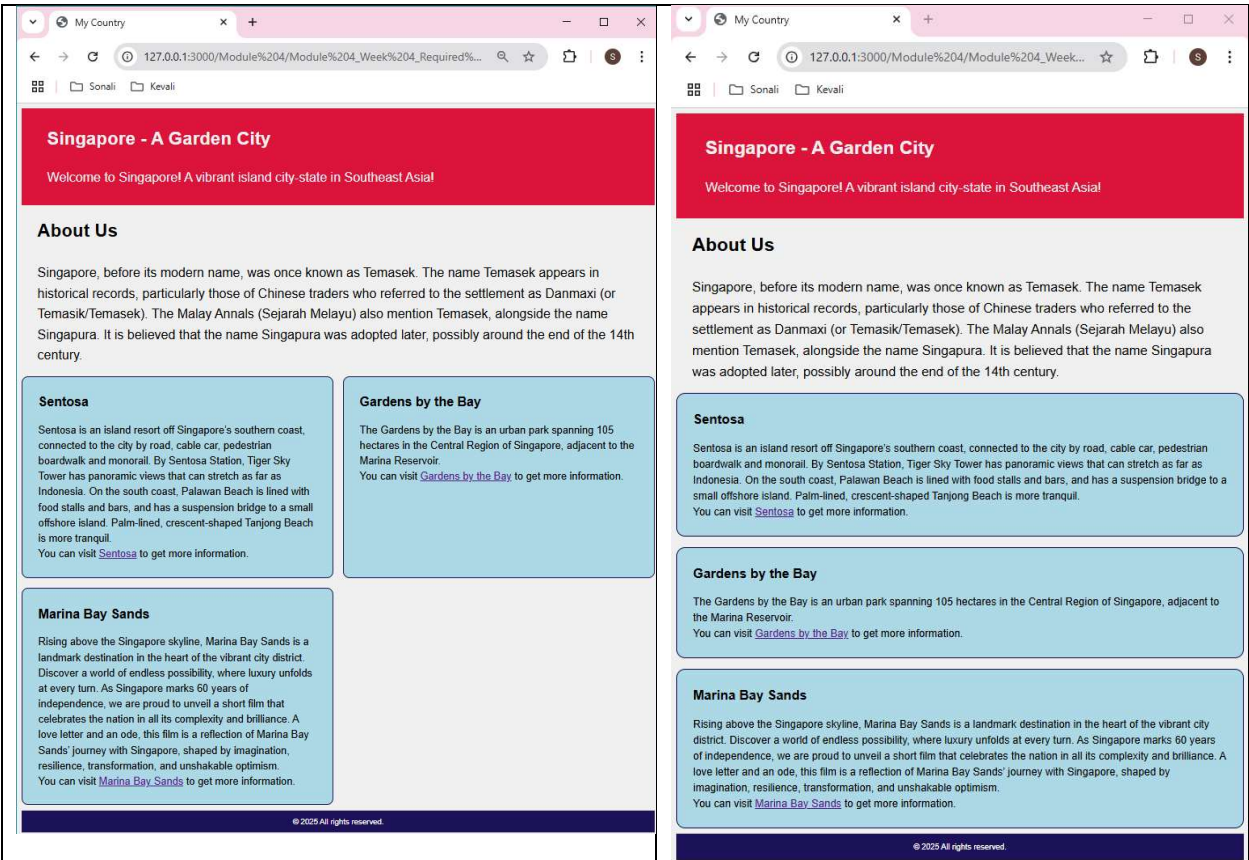 My Country
127.0.0.1:3000/Module%204/Module%204_Week%204_Required%...
S
Sonali
Kevali
Singapore - A Garden City
Welcome to Singapore! A vibrant island city-state in Southeast Asia!
About Us
Singapore, before its modern name, was once known as Temasek. The name Temasek appears in
historical records, particularly those of Chinese traders who referred to the settlement as Danmaxi (or
Temasik/Temasek). The Malay Annals (Sejarah Melayu) also mention Temasek, alongside the name
Singapura. It is believed that the name Singapura was adopted later, possibly around the end of the 14th
century.
Sentosa
Sentosa is an island resort off Singapore's southern coast,
connected to the city by road, cable car, pedestrian
boardwalk and monorail. By Sentosa Station, Tiger Sky
Tower has panoramic views that can stretch as far as
Indonesia. On the south coast, Palawan Beach is lined with
food stalls and bars, and has a suspension bridge to a small
offshore island. Palm-lined, crescent-shaped Tanjong Beach
is more tranquil.
You can visit Sentosa to get more information.
Gardens by the Bay
The Gardens by the Bay is an urban park spanning 105
hectares in the Central Region of Singapore, adjacent to the
Marina Reservoir.
You can visit Gardens by the Bay to get more information.
Marina Bay Sands
Rising above the Singapore skyline, Marina Bay Sands is a
landmark destination in the heart of the vibrant city district.
Discover a world of endless possibility, where luxury unfolds
at every turn. As Singapore marks 60 years of
independence, we are proud to unveil a short film that
celebrates the nation in all its complexity and brilliance. A
love letter and an ode, this film is a reflection of Marina Bay
Sands' journey with Singapore, shaped by imagination,
resilience, transformation, and unshakable optimism.
You can visit Marina Bay Sands to get more information.
© 2025 All rights reserved.
My Country
127.0.0.1:3000/Module%204/Module%204_Week...
S
Sonali
Kevali
Singapore - A Garden City
Welcome to Singapore! A vibrant island city-state in Southeast Asia!
About Us
Singapore, before its modern name, was once known as Temasek. The name Temasek
appears in historical records, particularly those of Chinese traders who referred to the
settlement as Danmaxi (or Temasik/Temasek). The Malay Annals (Sejarah Melayu) also
mention Temasek, alongside the name Singapura. It is believed that the name Singapura
was adopted later, possibly around the end of the 14th century.
Sentosa
Sentosa is an island resort off Singapore's southern coast, connected to the city by road, cable car, pedestrian
boardwalk and monorail. By Sentosa Station, Tiger Sky Tower has panoramic views that can stretch as far as
Indonesia. On the south coast, Palawan Beach is lined with food stalls and bars, and has a suspension bridge to a
small offshore island. Palm-lined, crescent-shaped Tanjong Beach is more tranquil.
You can visit Sentosa to get more information.
Gardens by the Bay
The Gardens by the Bay is an urban park spanning 105 hectares in the Central Region of Singapore, adjacent to
the Marina Reservoir.
You can visit Gardens by the Bay to get more information.
Marina Bay Sands
Rising above the Singapore skyline, Marina Bay Sands is a landmark destination in the heart of the vibrant city
district. Discover a world of endless possibility, where luxury unfolds at every turn. As Singapore marks 60 years
of independence, we are proud to unveil a short film that celebrates the nation in all its complexity and brilliance. A
love letter and an ode, this film is a reflection of Marina Bay Sands' journey with Singapore, shaped by
imagination, resilience, transformation, and unshakable optimism.
You can visit Marina Bay Sands to get more information.
© 2025 All rights reserved.